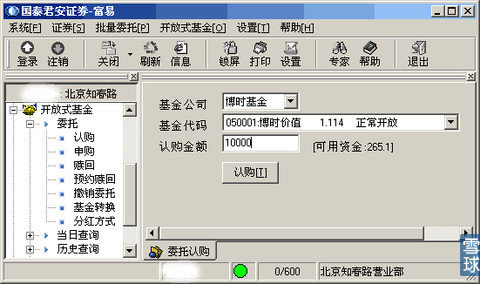 国泰君安证券-富易
系统[F] 证券[S] 批量委托[P] 开放式基金[O] 设置[T] 帮助[H]
登录 注销 关闭 刷新 信息 锁屏 打印 设置 专家 帮助 退出
: 北京知春路
开放式基金
委托
认购
申购
赎回
预约赎回
撤销委托
基金转换
分红方式
当日查询
历史查询
基金公司 博时基金
基金代码 050001:博时价值 1.114 正常开放
认购金额 10000 [可用资金:265.1]
认购[T]
委托认购
0/600 北京知春路营业部
雪球